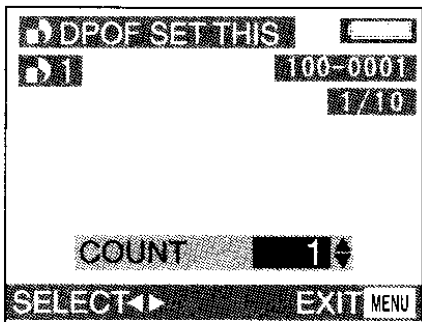 DPOF SET THIS
1 100-0001
1/10
COUNT 1
SELECT EXIT MENU